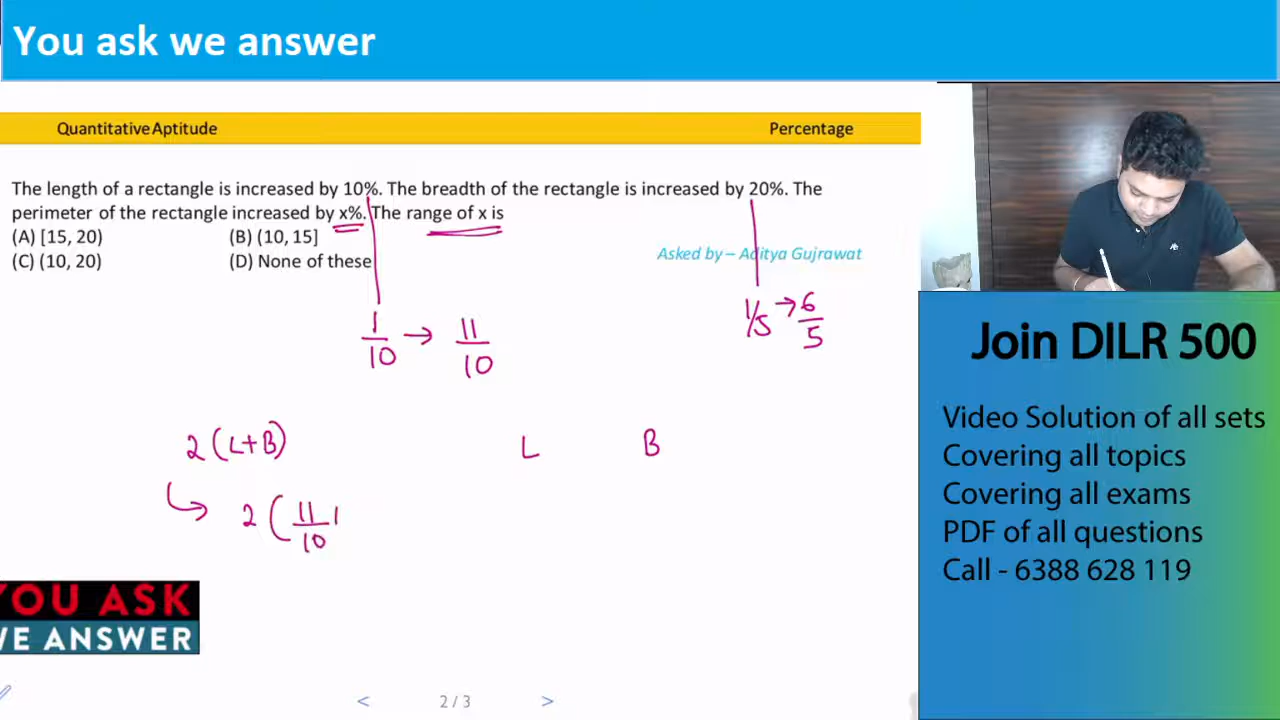 You ask we answer
Quantitative Aptitude
Percentage
The length of a rectangle is increased by 10%. The breadth of the rectangle is increased by 20%. The
perimeter of the rectangle increased by x%. The range of x is
(A) [15, 20)
(B) (10, 15]
(C) (10, 20)
(D) None of these
Asked by – Aditya Gujrawat
1/10 → 11/10
1/5 → 6/5
2 (L+B)
L
B
2 ( 11/10
YOU ASK
WE ANSWER
< 2 / 3 >
Join DILR 500
Video Solution of all sets
Covering all topics
Covering all exams
PDF of all questions
Call - 6388 628 119